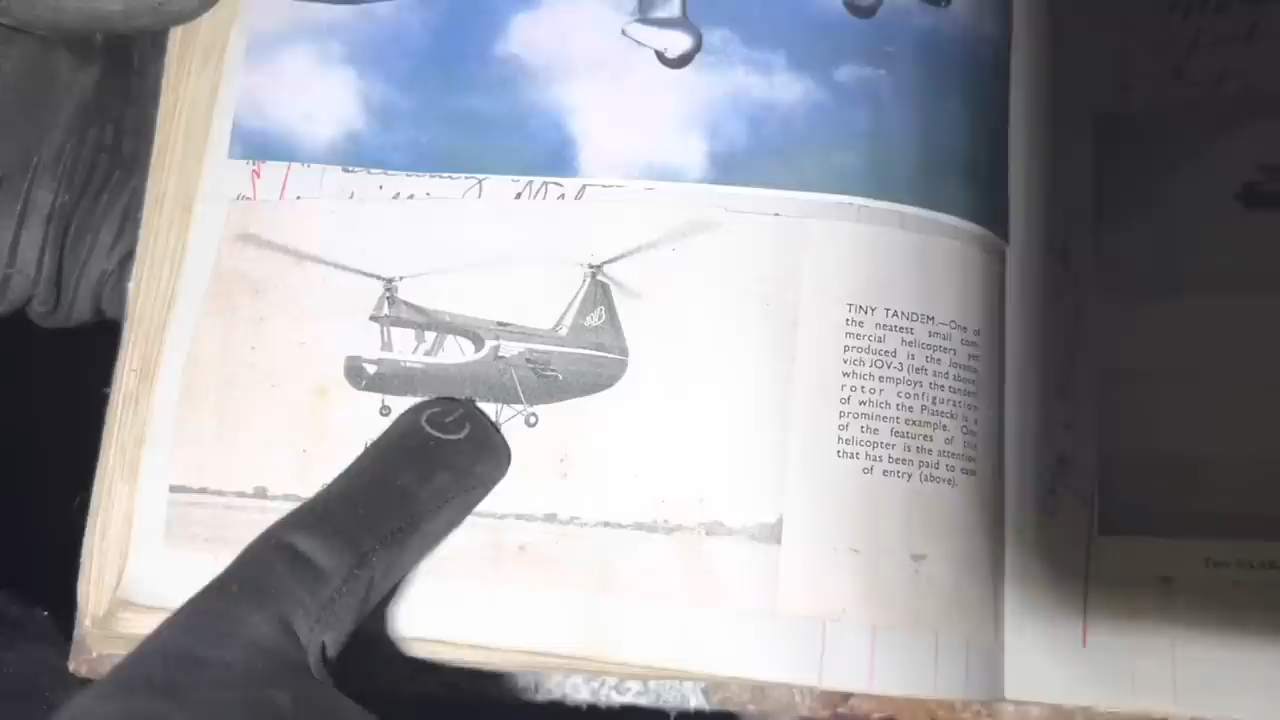 JOV3
TINY TANDEM.—One of
the neatest small com-
mercial helicopters yet
produced is the Jovano-
vich JOV-3 (left and above)
which employs the tandem
rotor configuration
of which the Piasecki is a
prominent example. One
of the features of this
helicopter is the attention
that has been paid to ease
of entry (above).